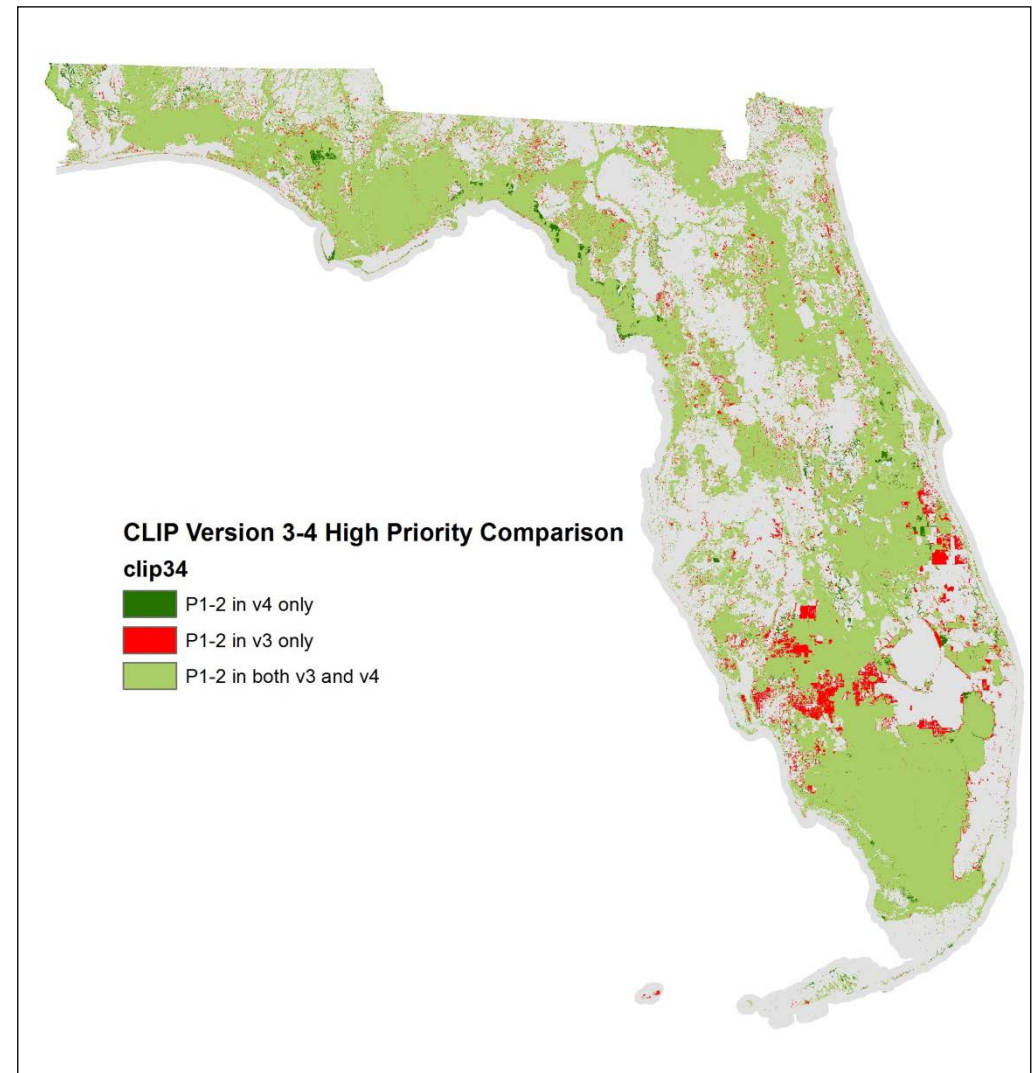 CLIP Version 3-4 High Priority Comparison
clip34
P1-2 in v4 only
P1-2 in v3 only
P1-2 in both v3 and v4